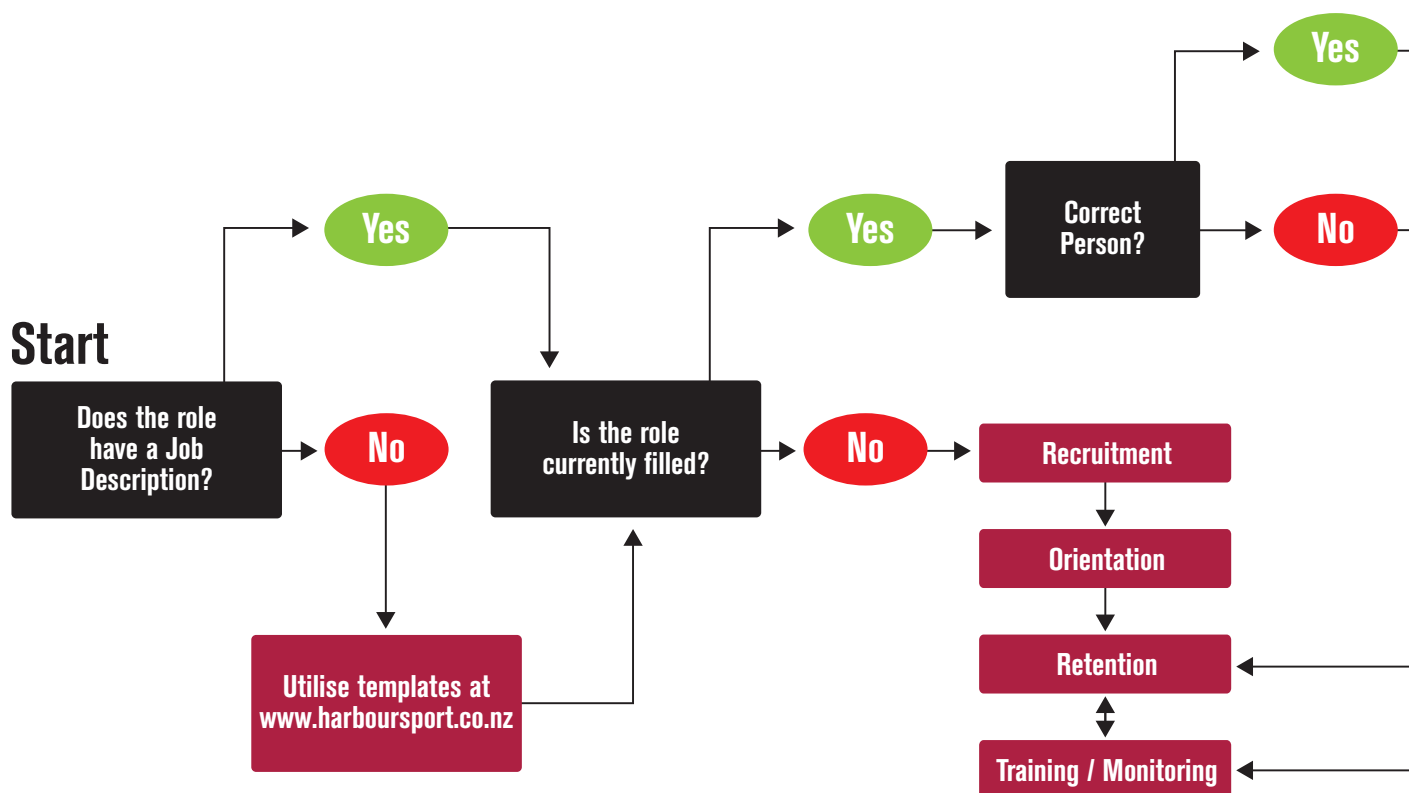 Start
Does the role
have a Job
Description?
Yes
No
Utilise templates at
www.harboursport.co.nz
Is the role
currently filled?
Yes
No
Correct
Person?
Yes
No
Recruitment
Orientation
Retention
Training / Monitoring